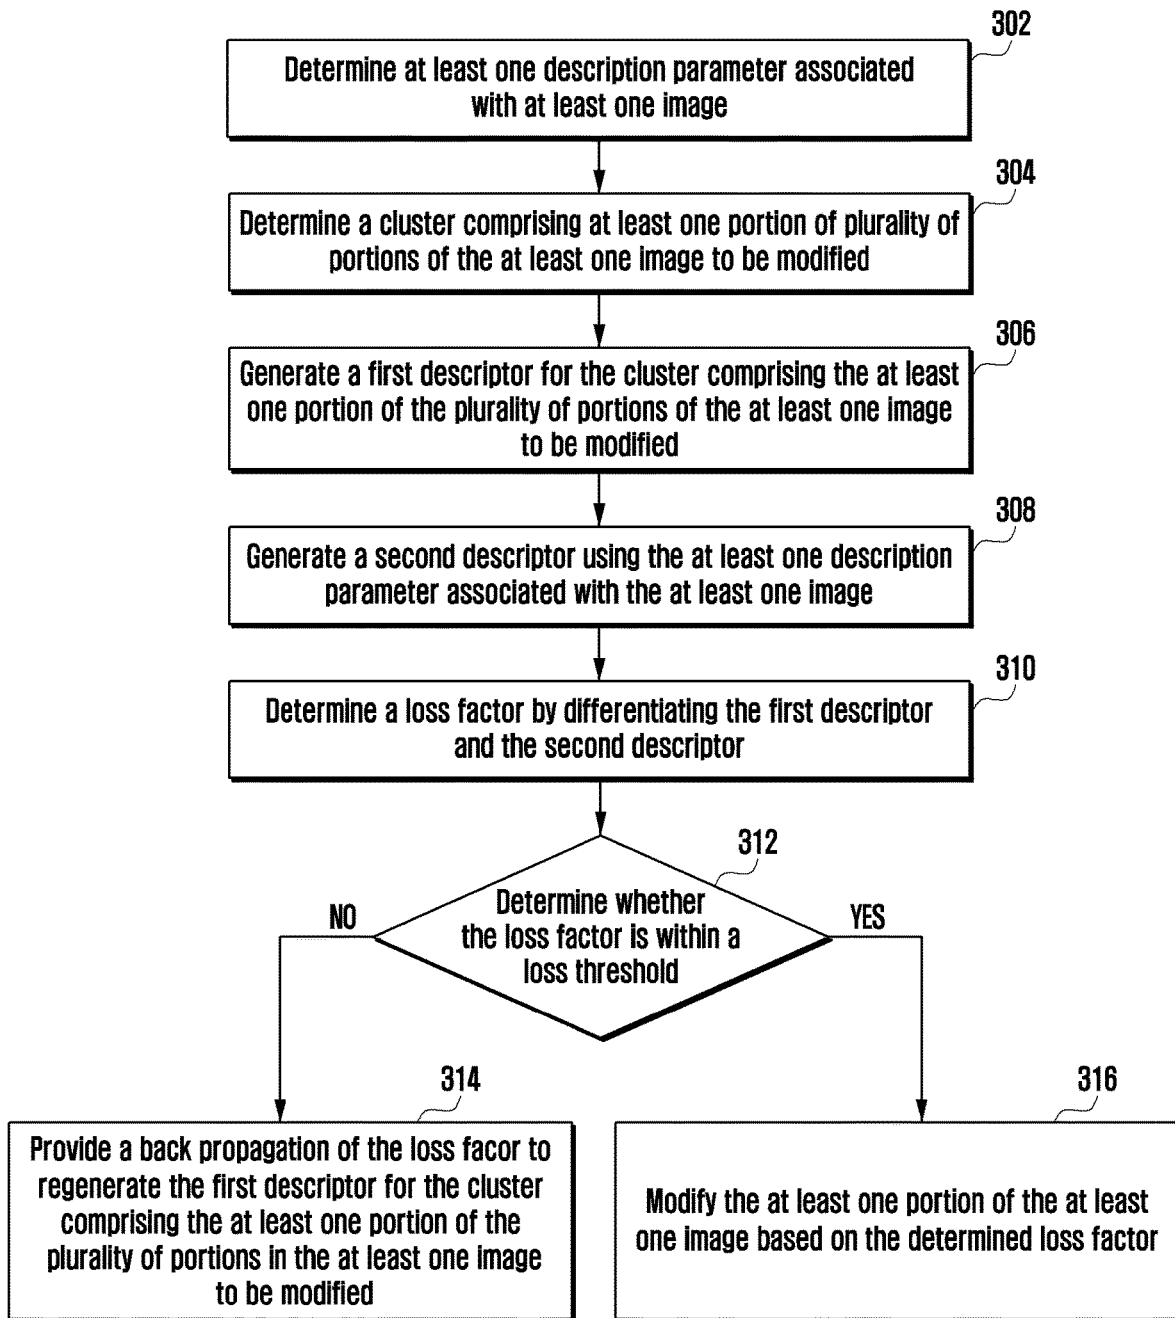 302
Determine at least one description parameter associated
with at least one image
304
Determine a cluster comprising at least one portion of plurality of
portions of the at least one image to be modified
306
Generate a first descriptor for the cluster comprising the at least
one portion of the plurality of portions of the at least one image
to be modified
308
Generate a second descriptor using the at least one description
parameter associated with the at least one image
310
Determine a loss factor by differentiating the first descriptor
and the second descriptor
312
Determine whether
the loss factor is within a
loss threshold
NO
YES
314
Provide a back propagation of the loss facor to
regenerate the first descriptor for the cluster
comprising the at least one portion of the
plurality of portions in the at least one image
to be modified
316
Modify the at least one portion of the at least
one image based on the determined loss factor